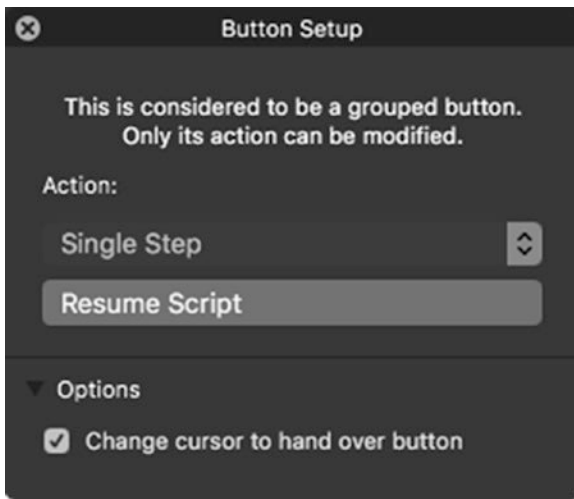 Button Setup
This is considered to be a grouped button.
Only its action can be modified.
Action:
Single Step
Resume Script
Options
Change cursor to hand over button